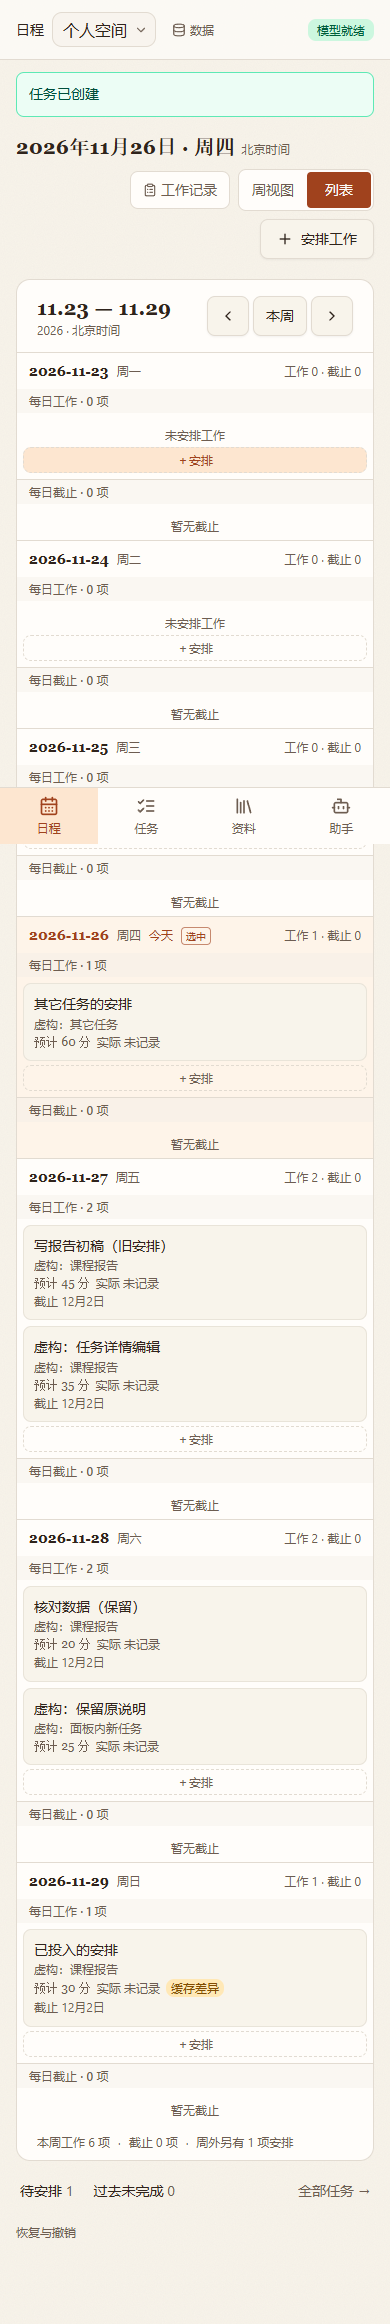 日程 个人空间 数据 模型就绪
任务已创建
2026年11月26日 · 周四 北京时间
工作记录 周视图 列表
+ 安排工作
11.23 — 11.29
2026 · 北京时间
本周
2026-11-23 周一 工作 0 · 截止 0
每日工作 · 0 项
未安排工作
+ 安排
每日截止 · 0 项
暂无截止
2026-11-24 周二 工作 0 · 截止 0
每日工作 · 0 项
未安排工作
+ 安排
每日截止 · 0 项
暂无截止
2026-11-25 周三 工作 0 · 截止 0
每日工作 · 0 项
日程 任务 资料 助手
每日截止 · 0 项
暂无截止
2026-11-26 周四 今天 选中 工作 1 · 截止 0
每日工作 · 1 项
其它任务的安排
虚构：其它任务
预计 60 分 实际 未记录
+ 安排
每日截止 · 0 项
暂无截止
2026-11-27 周五 工作 2 · 截止 0
每日工作 · 2 项
写报告初稿（旧安排）
虚构：课程报告
预计 45 分 实际 未记录
截止 12月2日
虚构：任务详情编辑
虚构：课程报告
预计 35 分 实际 未记录
截止 12月2日
+ 安排
每日截止 · 0 项
暂无截止
2026-11-28 周六 工作 2 · 截止 0
每日工作 · 2 项
核对数据（保留）
虚构：课程报告
预计 20 分 实际 未记录
截止 12月2日
虚构：保留原说明
虚构：面板内新任务
预计 25 分 实际 未记录
+ 安排
每日截止 · 0 项
暂无截止
2026-11-29 周日 工作 1 · 截止 0
每日工作 · 1 项
已投入的安排
虚构：课程报告
预计 30 分 实际 未记录 缓存差异
截止 12月2日
+ 安排
每日截止 · 0 项
暂无截止
本周工作 6 项 · 截止 0 项 · 周外另有 1 项安排
待安排 1 过去未完成 0 全部任务 →
恢复与撤销